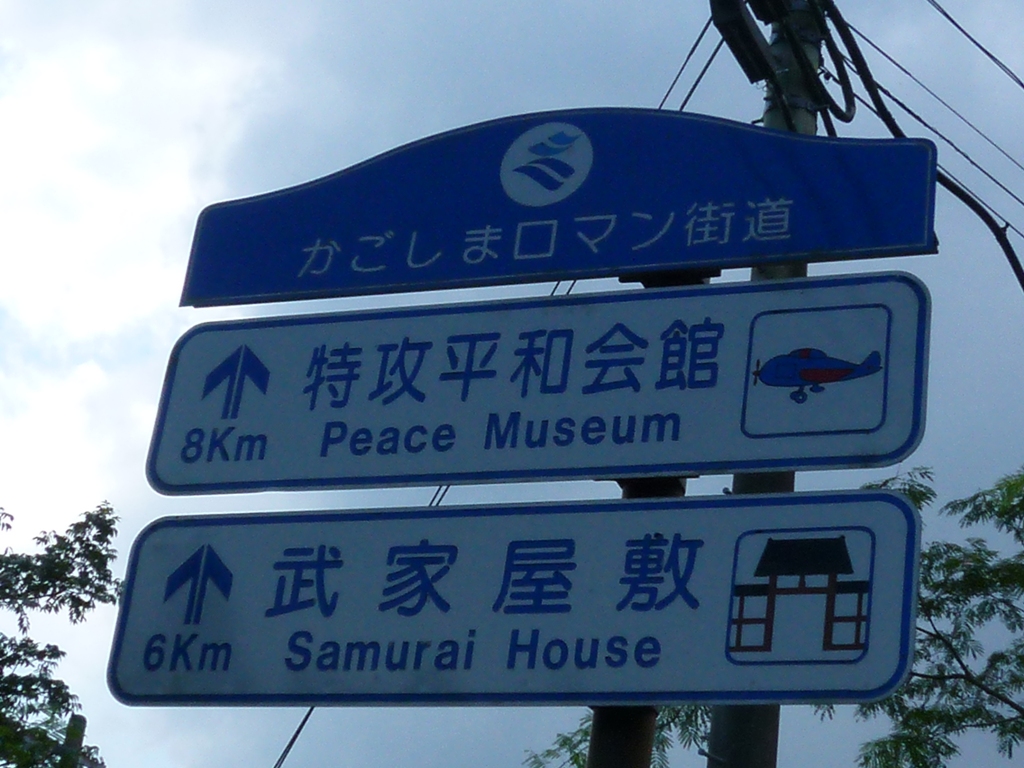 かごしまロマン街道
特攻平和会館
8Km Peace Museum
武家屋敷
6Km Samurai House